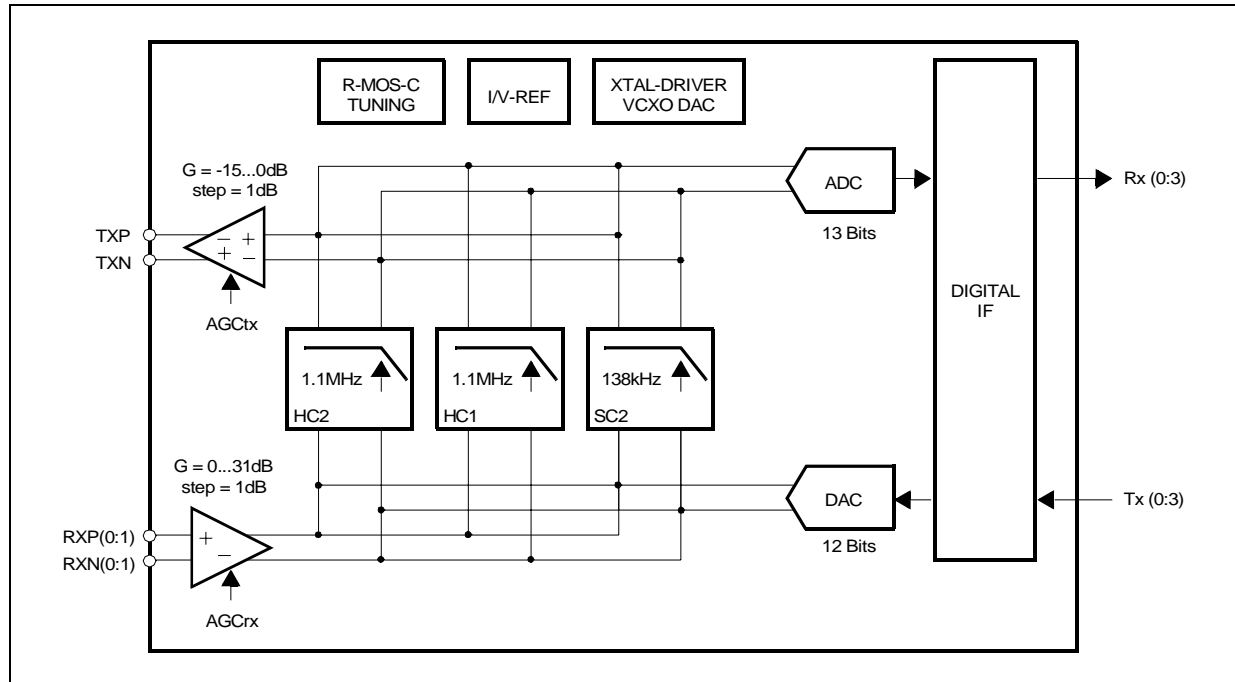 R-MOS-C
TUNING
I/V-REF
XTAL-DRIVER
VCXO DAC
G = -15...0dB
step = 1dB
TXP
TXN
− +
+ −
AGCtx
ADC
13 Bits
DIGITAL
IF
Rx (0:3)
1.1MHz
HC2
1.1MHz
HC1
138kHz
SC2
G = 0...31dB
step = 1dB
RXP(0:1)
RXN(0:1)
+
−
AGCrx
DAC
12 Bits
Tx (0:3)